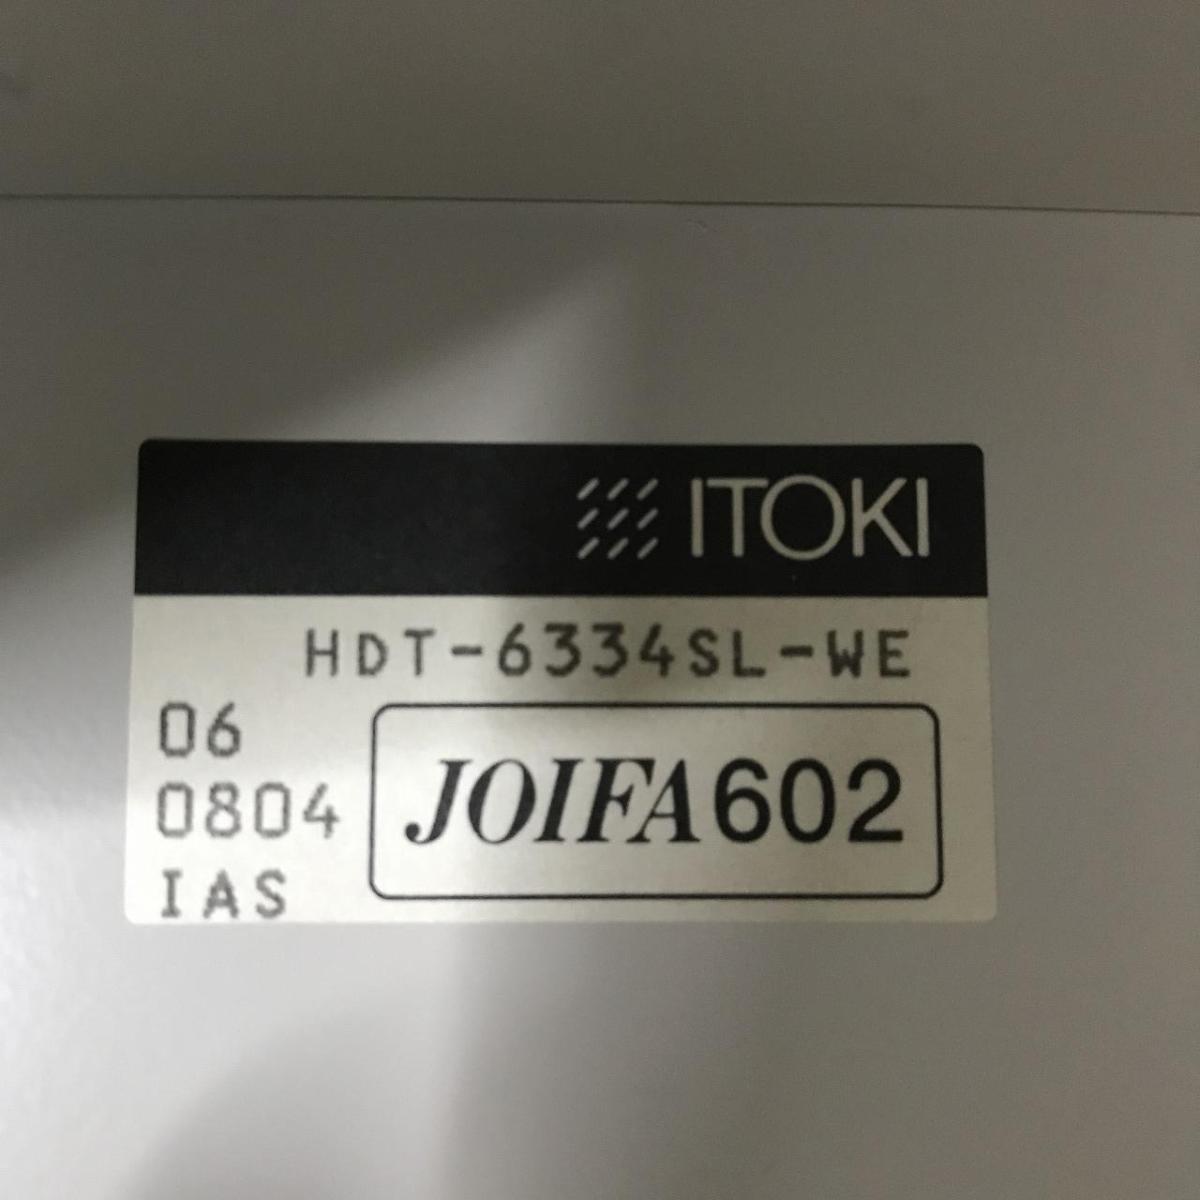 ITOKI
HDT-6334SL-WE
06
0804
IAS
JOIFA602